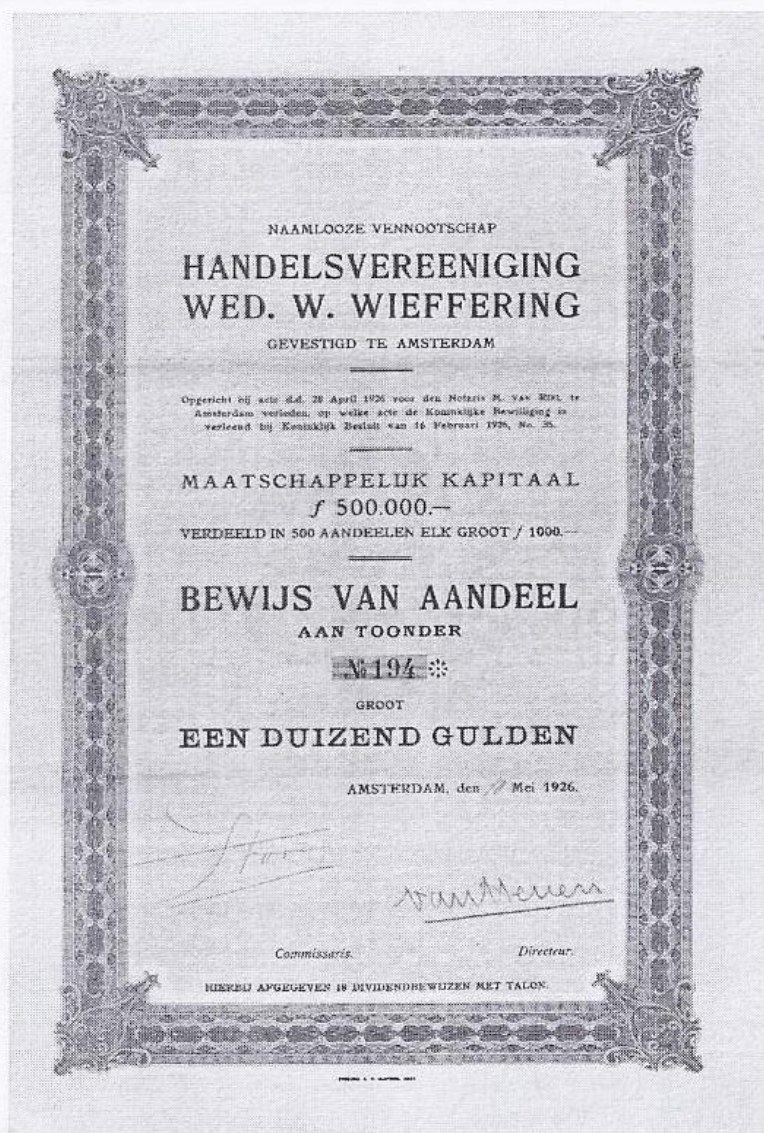 NAAMLOOZE VENNOOTSCHAP
HANDELSVEREENIGING
WED. W. WIEFFERING
GEVESTIGD TE AMSTERDAM
Opgericht bij acte d.d. 28 April 1926 voor den Notaris M. van
te
Amsterdam verleden, op welke acte de Koninklijke Bewilliging is
verleend bij Koninklijk Besluit van 16 Februari 1926, No.
MAATSCHAPPELIJK KAPITAAL
ƒ 500.000.—
VERDEELD IN 500 AANDEELEN ELK GROOT ƒ 1000.—
BEWIJS VAN AANDEEL
AAN TOONDER
№ 194
GROOT
EEN DUIZEND GULDEN
AMSTERDAM, den Mei 1926.
Commissaris.
Directeur.
HIERBIJ AFGEGEVEN 18 DIVIDENDBEWIJZEN MET TALON.